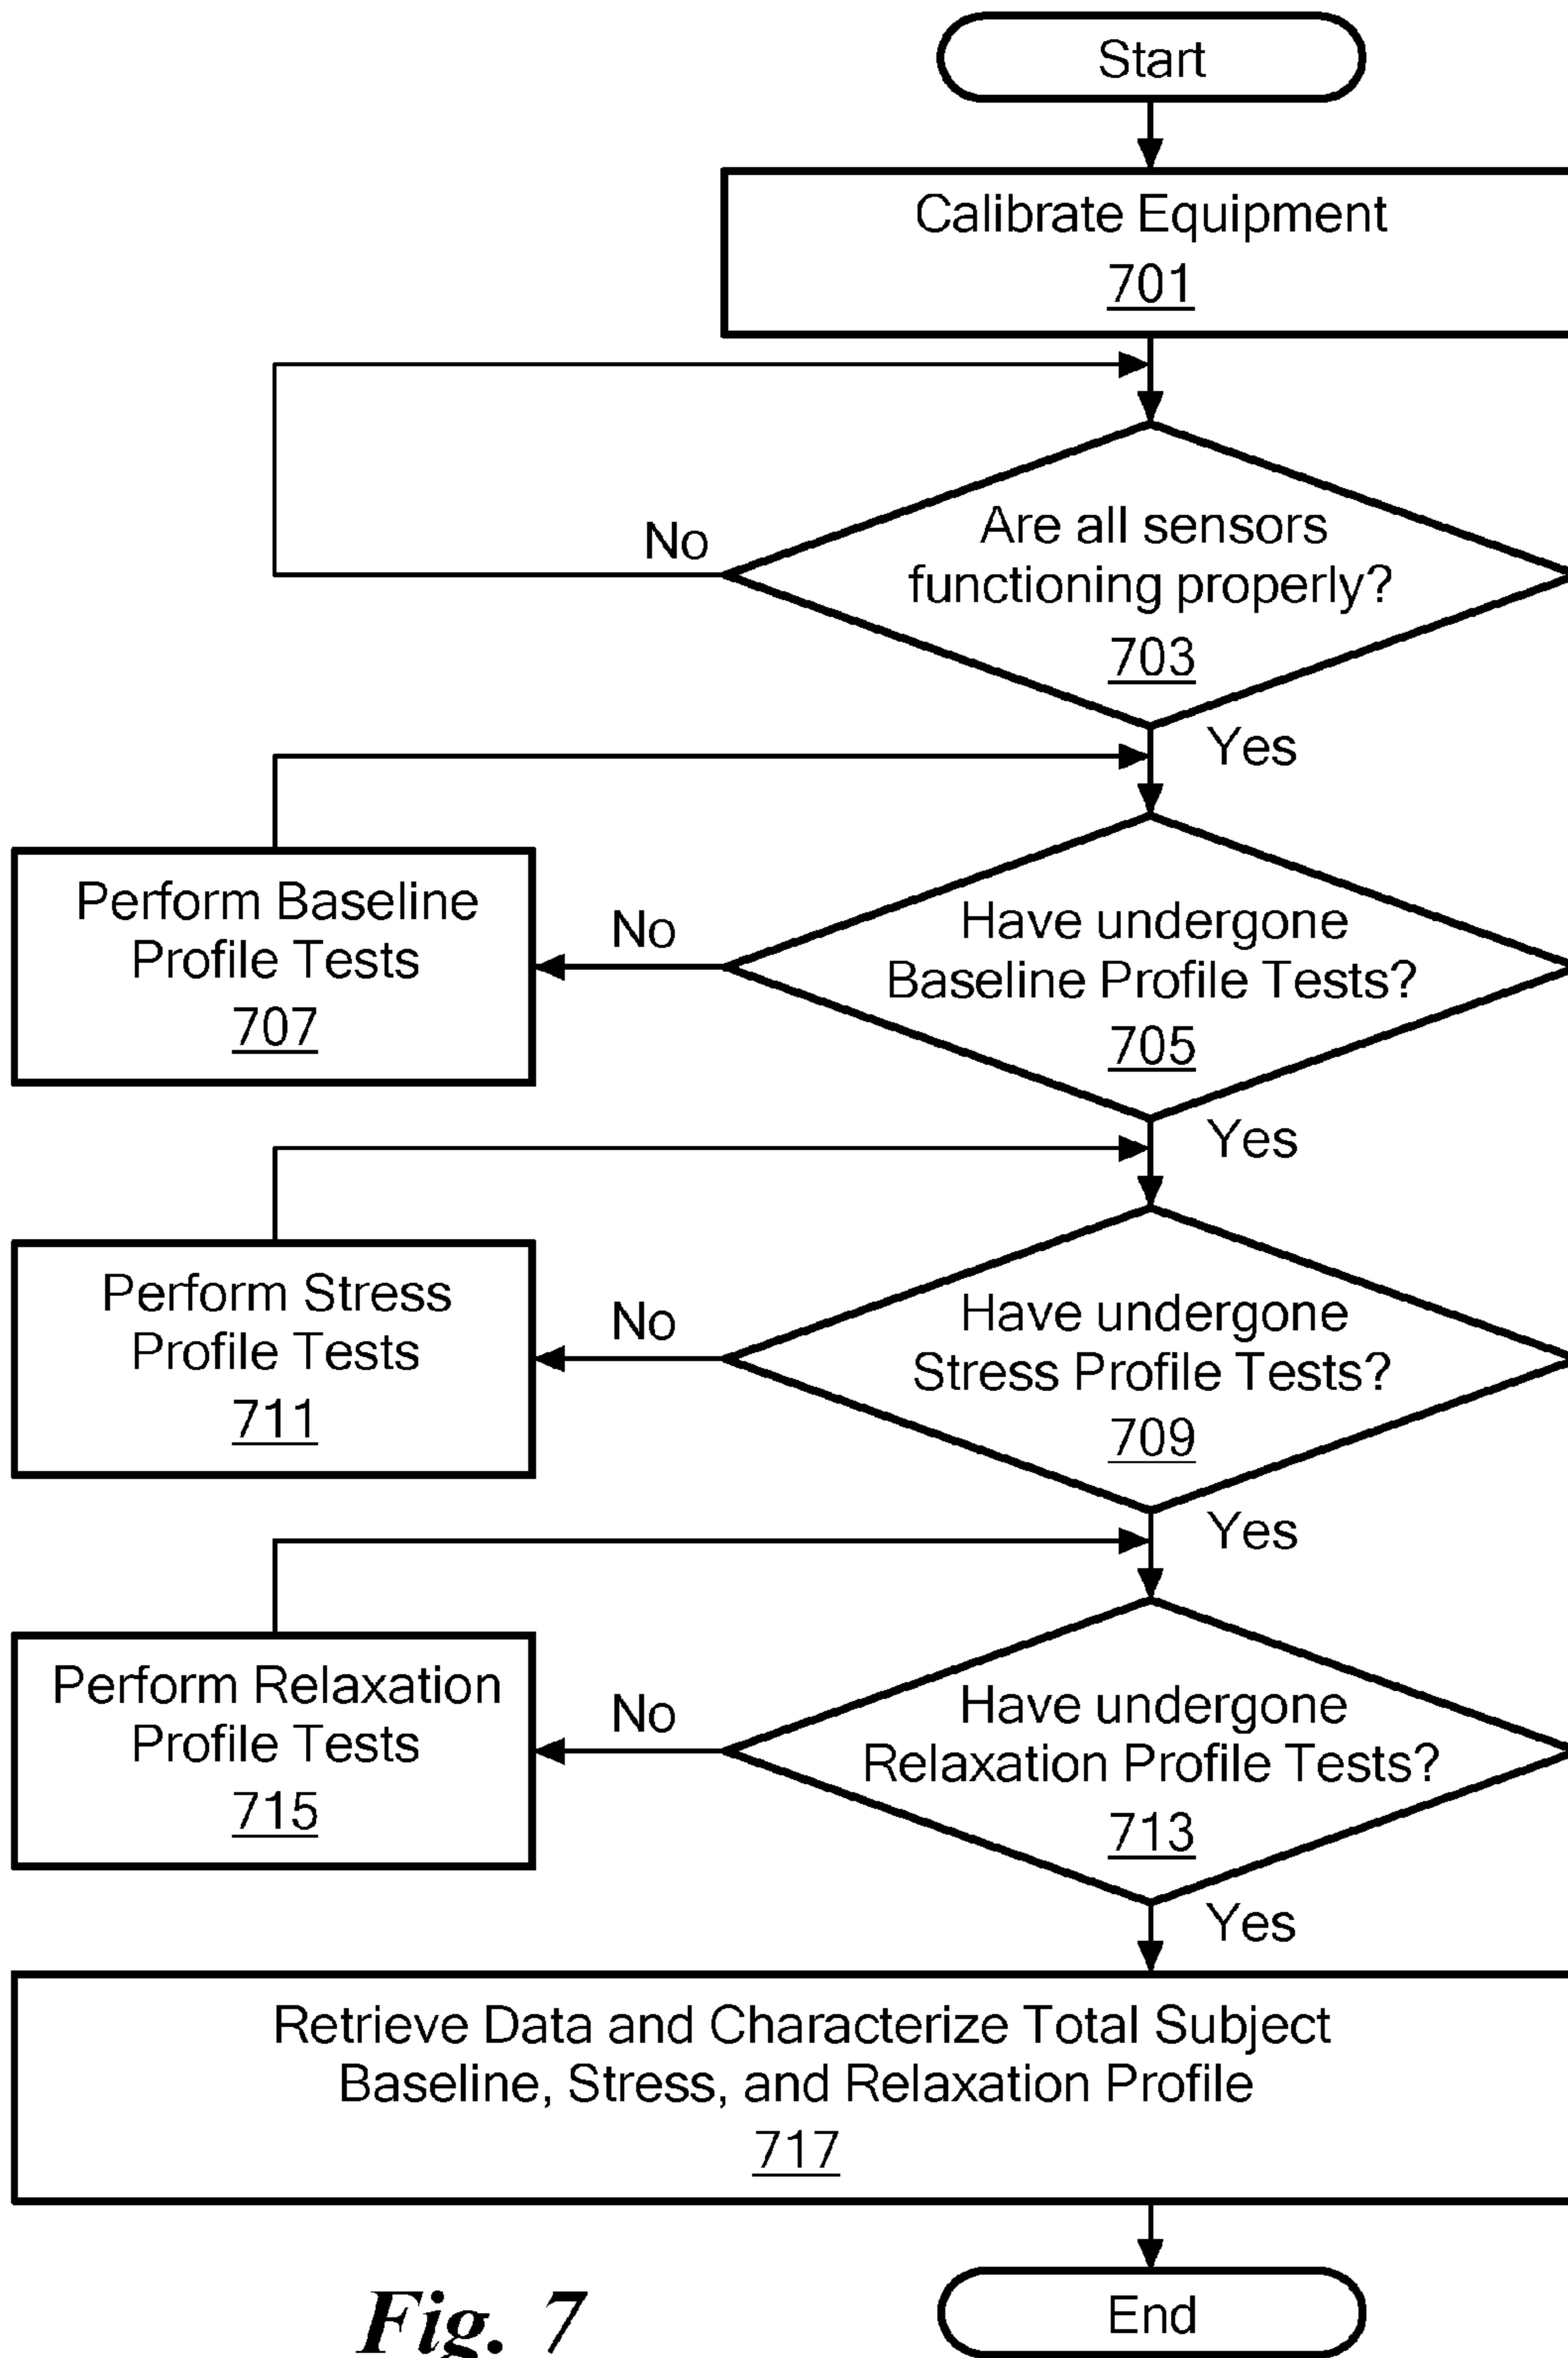 Start
Calibrate Equipment
701
Are all sensors
functioning properly?
703
No
Yes
Have undergone
Baseline Profile Tests?
705
No
Perform Baseline
Profile Tests
707
Yes
Have undergone
Stress Profile Tests?
709
No
Perform Stress
Profile Tests
711
Yes
Have undergone
Relaxation Profile Tests?
713
No
Perform Relaxation
Profile Tests
715
Yes
Retrieve Data and Characterize Total Subject
Baseline, Stress, and Relaxation Profile
717
End
Fig. 7